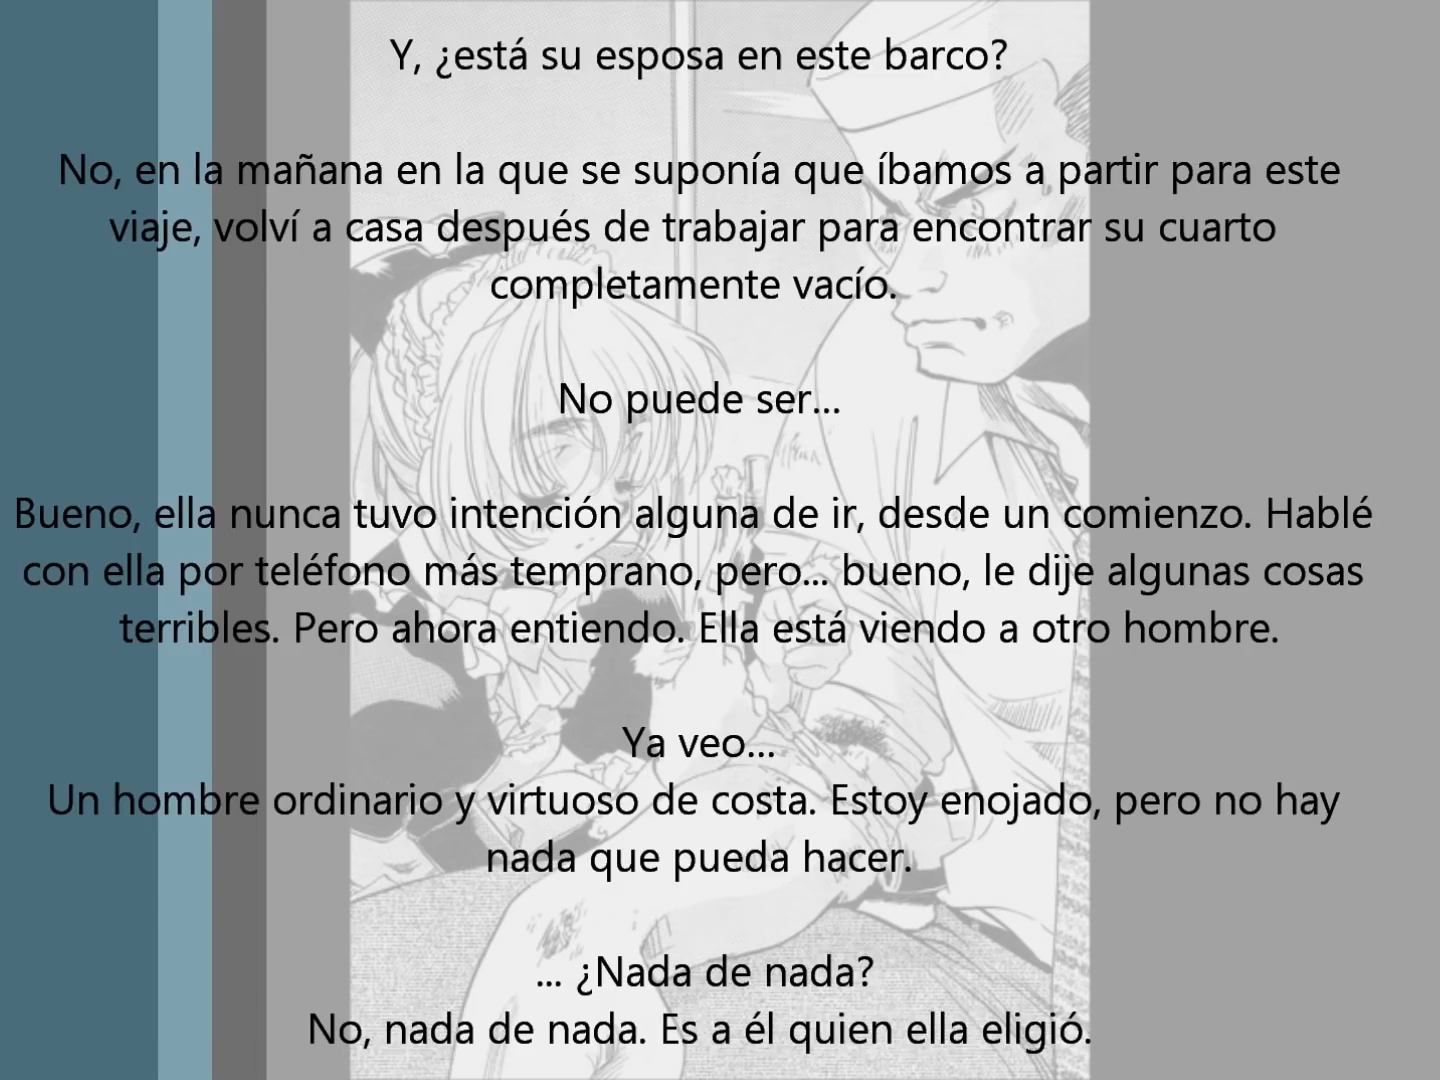 Y, ¿está su esposa en este barco?
No, en la mañana en la que se suponía que íbamos a partir para este
viaje, volví a casa después de trabajar para encontrar su cuarto
completamente vacío.
No puede ser...
Bueno, ella nunca tuvo intención alguna de ir, desde un comienzo. Hablé
con ella por teléfono más temprano, pero... bueno, le dije algunas cosas
terribles. Pero ahora entiendo. Ella está viendo a otro hombre.
Ya veo...
Un hombre ordinario y virtuoso de costa. Estoy enojado, pero no hay
nada que pueda hacer.
... ¿Nada de nada?
No, nada de nada. Es a él quien ella eligió.